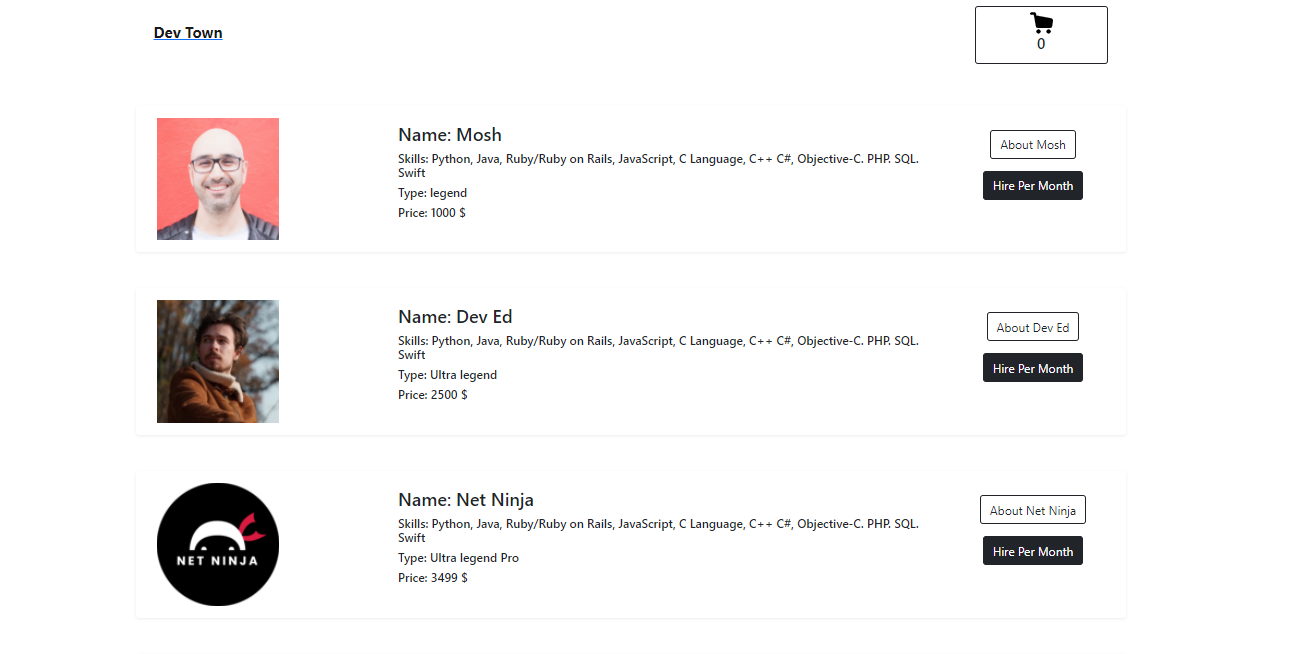 Dev Town
0
Name: Mosh
Skills: Python, Java, Ruby/Ruby on Rails, JavaScript, C Language, C++ C#, Objective-C. PHP. SQL.
Swift
Type: legend
Price: 1000 $
About Mosh
Hire Per Month
Name: Dev Ed
Skills: Python, Java, Ruby/Ruby on Rails, JavaScript, C Language, C++ C#, Objective-C. PHP. SQL.
Swift
Type: Ultra legend
Price: 2500 $
About Dev Ed
Hire Per Month
NET NINJA
Name: Net Ninja
Skills: Python, Java, Ruby/Ruby on Rails, JavaScript, C Language, C++ C#, Objective-C. PHP. SQL.
Swift
Type: Ultra legend Pro
Price: 3499 $
About Net Ninja
Hire Per Month